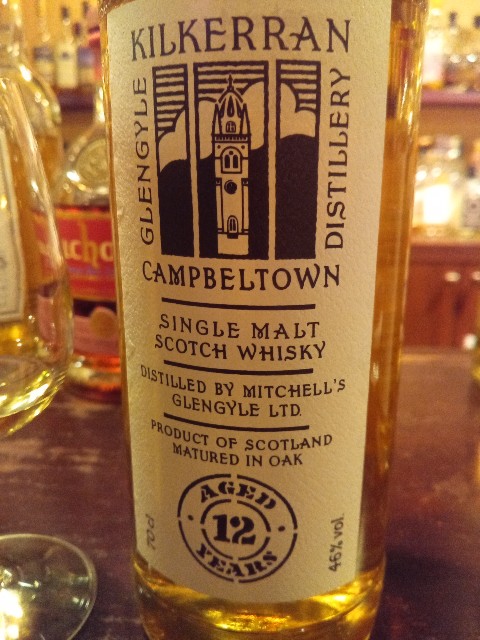 KILKERRAN
GLENGYLE
DISTILLERY
CAMPBELTOWN
SINGLE MALT
SCOTCH WHISKY
DISTILLED BY MITCHELL'S
GLENGYLE LTD.
PRODUCT OF SCOTLAND
MATURED IN OAK
AGED
12
YEARS
70cl
46% vol.